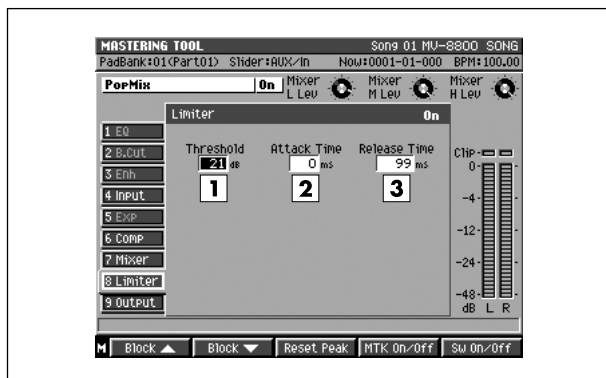 MASTERING TOOL Song 01 MV-8800 SONG
PadBank:01(Part01) Slider:AUX/In Now:0001-01-000 BPM:100.00
PopMix On Mixer L Lev Mixer M Lev Mixer H Lev
Limiter On
1 EQ
2 B.Cut
3 Enh
4 Input
5 Exp
6 Comp
7 Mixer
8 Limiter
9 Output
Threshold Attack Time Release Time
21 dB 0 ms 99 ms
1 2 3
Clip
0
-4
-12
-24
-48
dB L R
M Block ▲ Block ▼ Reset Peak MTK On/Off Sw On/Off